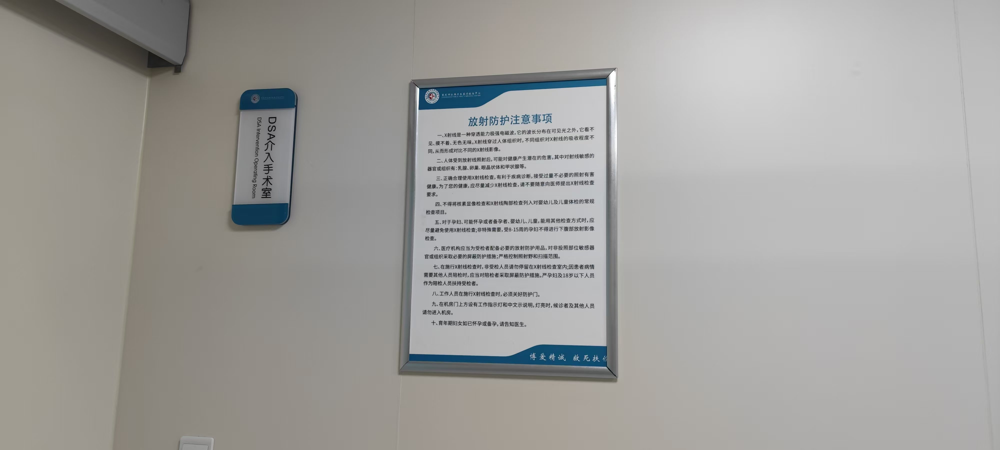 DSA介入手术室
DSA Intervention Operating Room
重庆市公共卫生医疗救治中心
CHONGQING PUBLIC HEALTH MEDICAL CENTER
放射防护注意事项
一、X射线是一种穿透能力极强电磁波,它的波长分布在可见光之外,它看不
见、摸不着、无色无味。X射线穿过人体组织时,不同组织对X射线的吸收程度不
同,从而形成对比不同的X射线影像。
二、人体受到放射线照射后,可能对健康产生潜在的危害。其中对射线敏感的
器官或组织有:乳腺、卵巢、眼晶状体和甲状腺等。
三、正确合理使用X射线检查,有利于疾病诊断,接受过量不必要的照射有害
健康。为了您的健康,应尽量减少X射线检查,请不要随意向医师提出X射线检查
要求。
四、不得将核素显像检查和X射线陶部检查列入对婴幼儿及儿童体检的常规
检查项目。
五、对于孕妇、可能怀孕或者备孕者、婴幼儿、儿童,能用其他检查方式时,应
尽量避免使用X射线检查;非特殊需要,受8-15周的孕妇不得进行下腹部放射影像
检查。
六、医疗机构应当为受检者配备必要的放射防护用品,对非投照部位敏感器
官或组织采取必要的屏蔽防护措施;严格控制照射野和扫描范围。
七、在施行X射线检查时,非受检人员请勿停留在X射线检查室内;因患者病情
需要其他人员陪检时,应当对陪检者采取屏蔽防护措施。严孕妇及18岁以下人员
作为陪检人员扶持受检者。
八、工作人员在施行X射线检查时,必须关好防护门。
九、在机房门上方设有工作指示灯和中文示说明,灯亮时,候诊者及其他人员
请勿进入机房。
十、育年期妇女如已怀孕或备孕,请告知医生。
博爱精诚 救死扶